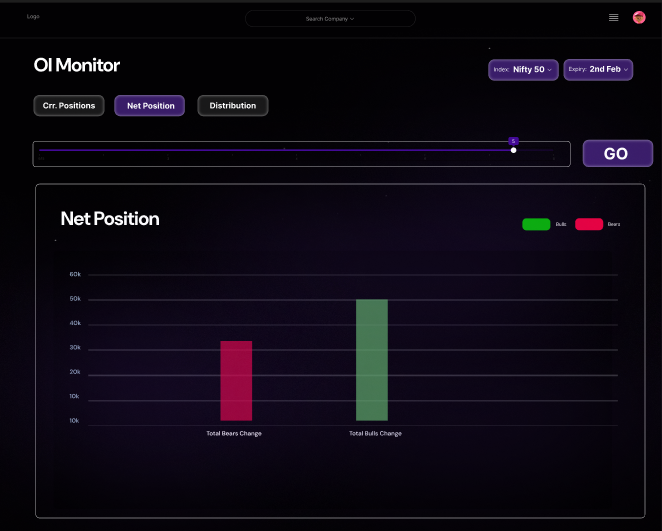 Logo
Search Company
OI Monitor
Index: Nifty 50
Expiry: 2nd Feb
Crr. Positions
Net Position
Distribution
5
GO
Net Position
Bulls
Bears
60k
50k
40k
30k
20k
10k
10k
Total Bears Change
Total Bulls Change